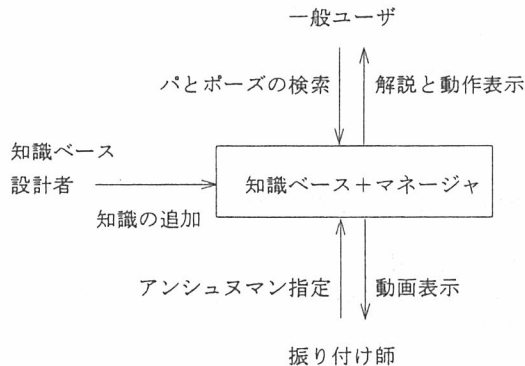 一般ユーザ
パとポーズの検索
解説と動作表示
知識ベース
設計者
知識の追加
知識ベース+マネージャ
アンシュヌマン指定
動画表示
振り付け師